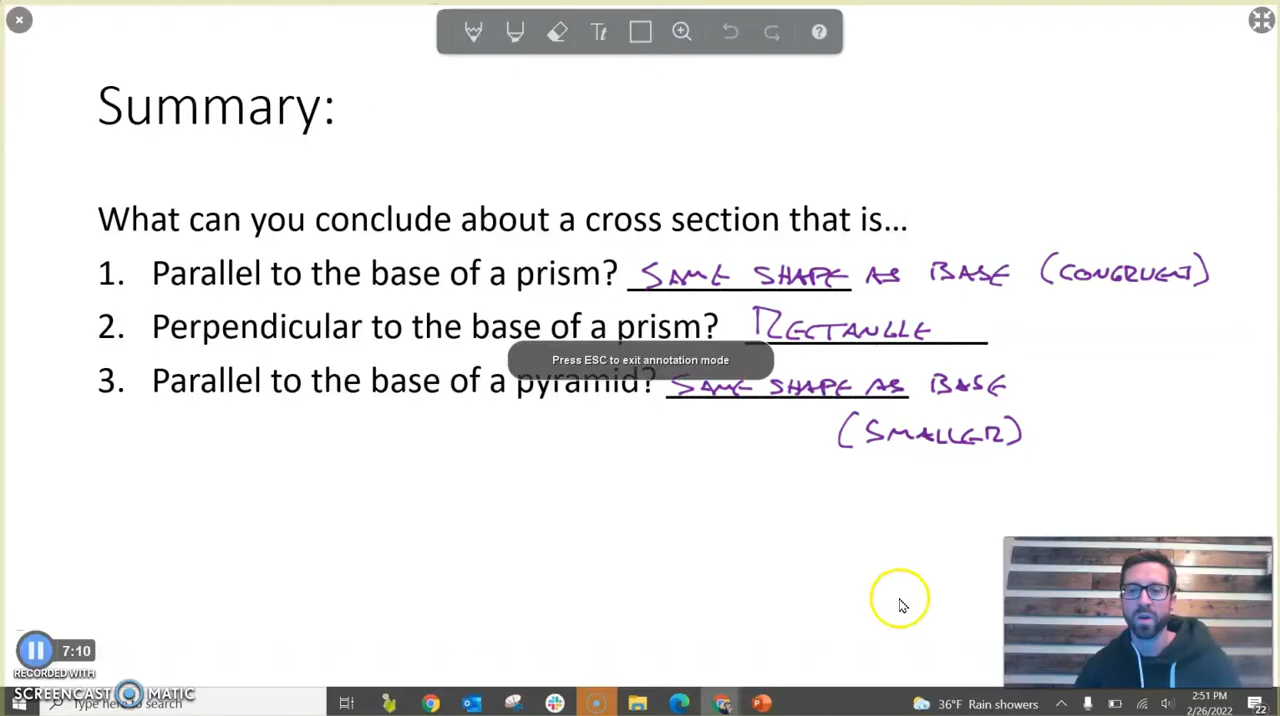 Tt
Summary:
What can you conclude about a cross section that is...
1. Parallel to the base of a prism? SAME SHAPE AS BASE (CONGRUENT)
2. Perpendicular to the base of a prism? RECTANGLE
Press ESC to exit annotation mode
3. Parallel to the base of a pyramid? SAME SHAPE AS BASE
(SMALLER)
7:10
RECORDED WITH
SCREENCAST MATIC
Type here to search
36°F Rain showers
2:51 PM
2/26/2022
22